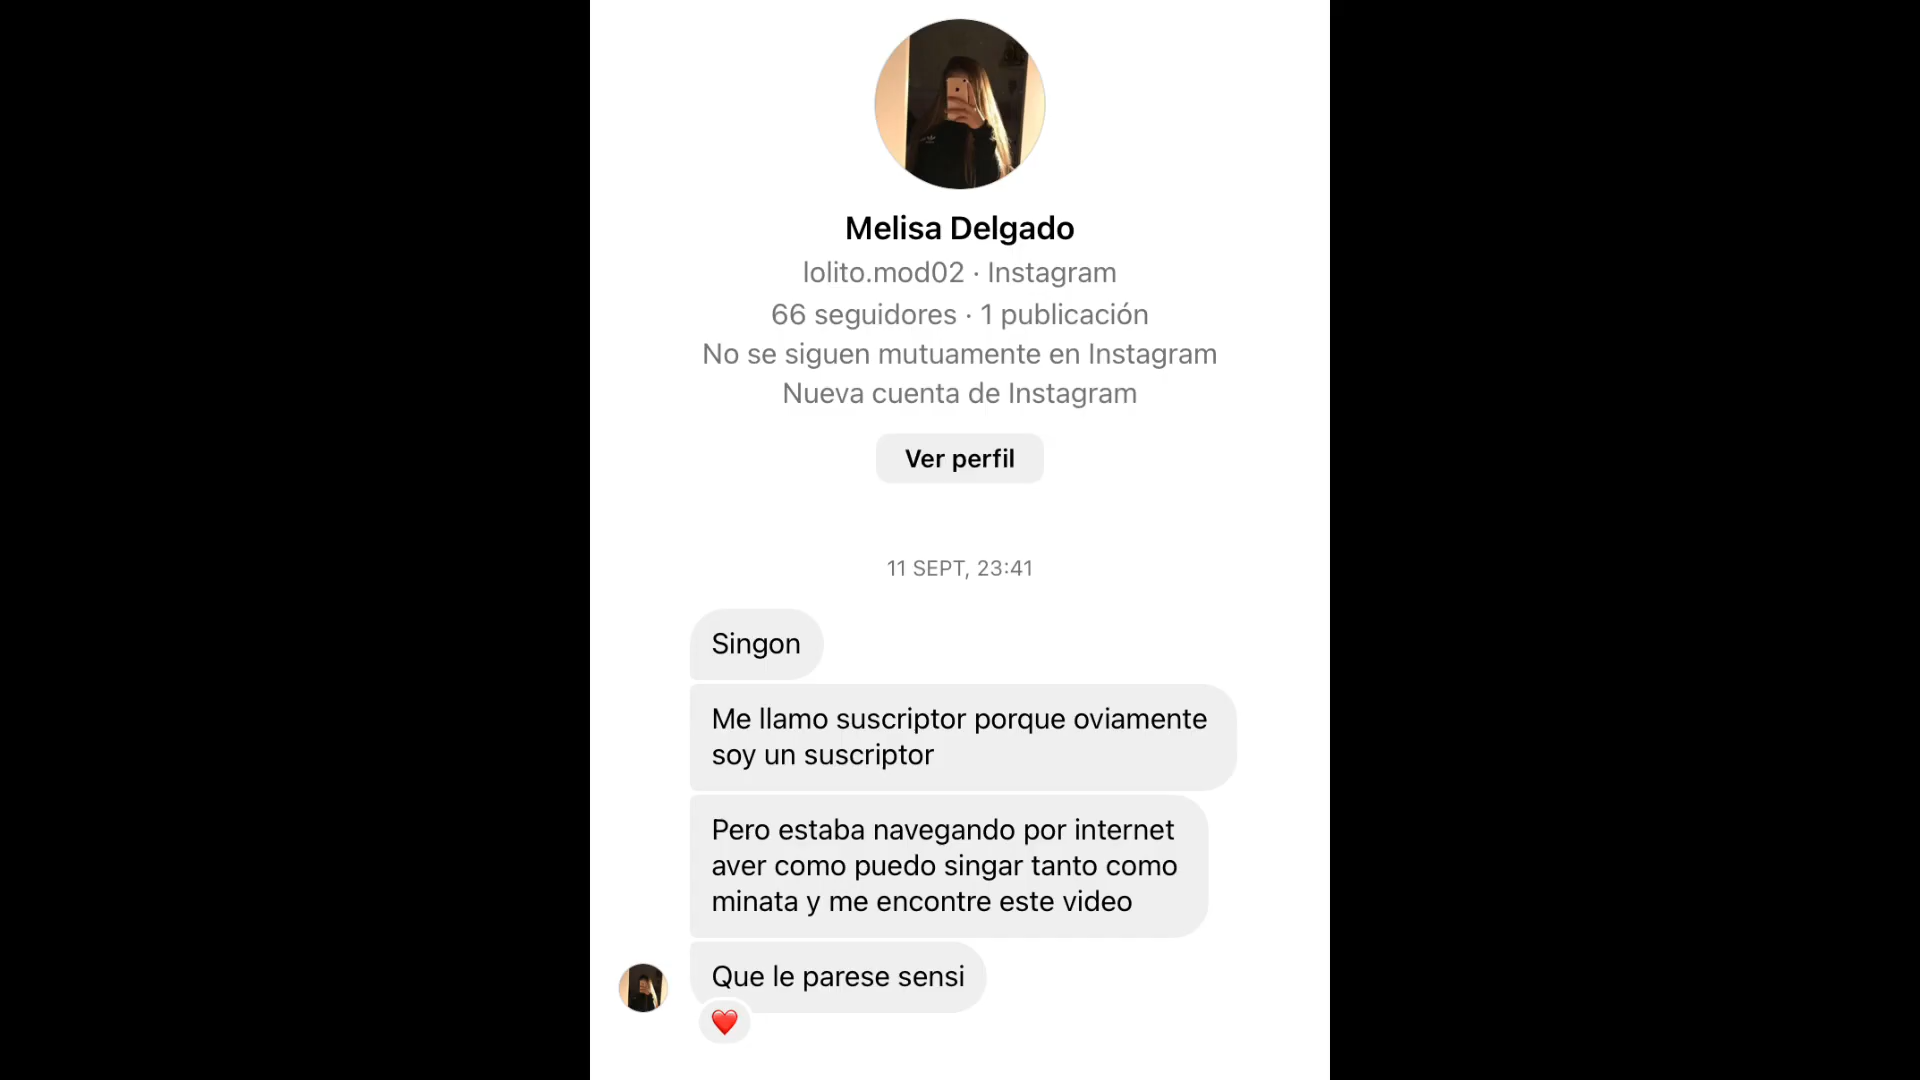 Melisa Delgado
lolito.mod02 · Instagram
66 seguidores · 1 publicación
No se siguen mutuamente en Instagram
Nueva cuenta de Instagram
Ver perfil
11 SEPT, 23:41
Singon
Me llamo suscriptor porque oviamente
soy un suscriptor
Pero estaba navegando por internet
aver como puedo singar tanto como
minata y me encontre este video
Que le parese sensi